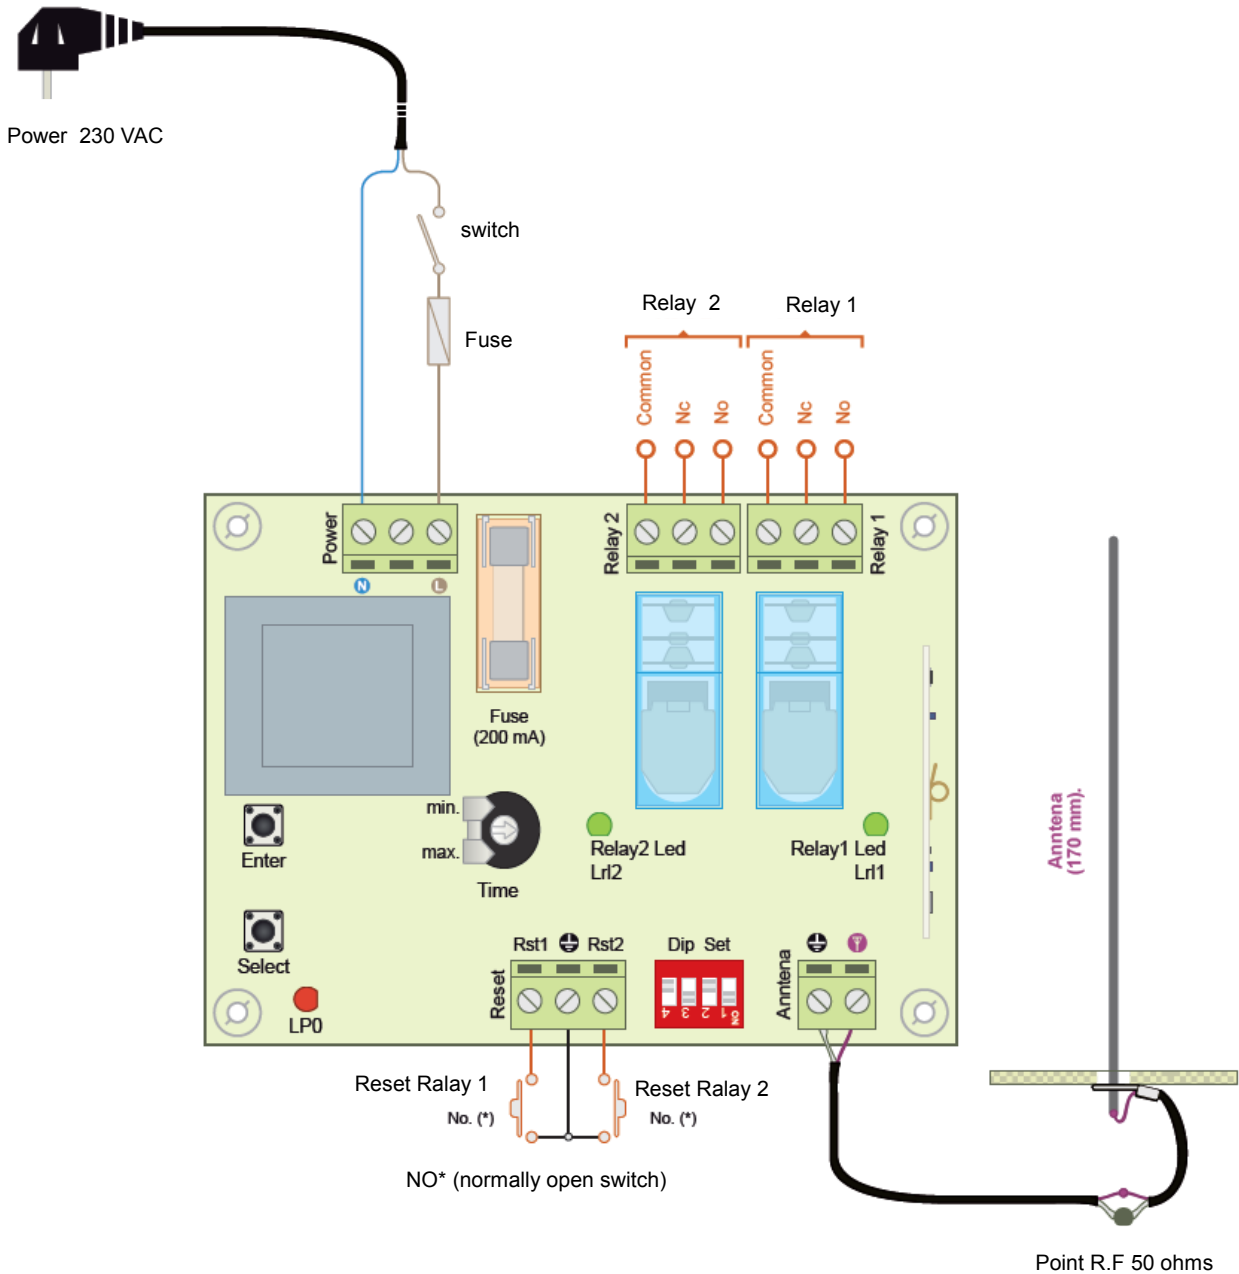 Power 230 VAC
switch
Fuse
Relay 2
Relay 1
Common
Nc
No
Common
Nc
No
Power
Relay 2
Relay 1
N
L
Fuse
(200 mA)
min.
max.
Time
Enter
Relay2 Led
Lrl2
Relay1 Led
Lrl1
Anntena
(170 mm).
Select
LP0
Rst1
Rst2
Reset
Dip Set
4 3 2 1
ON
Anntena
Reset Ralay 1
No. (*)
Reset Ralay 2
No. (*)
NO* (normally open switch)
Point R.F 50 ohms